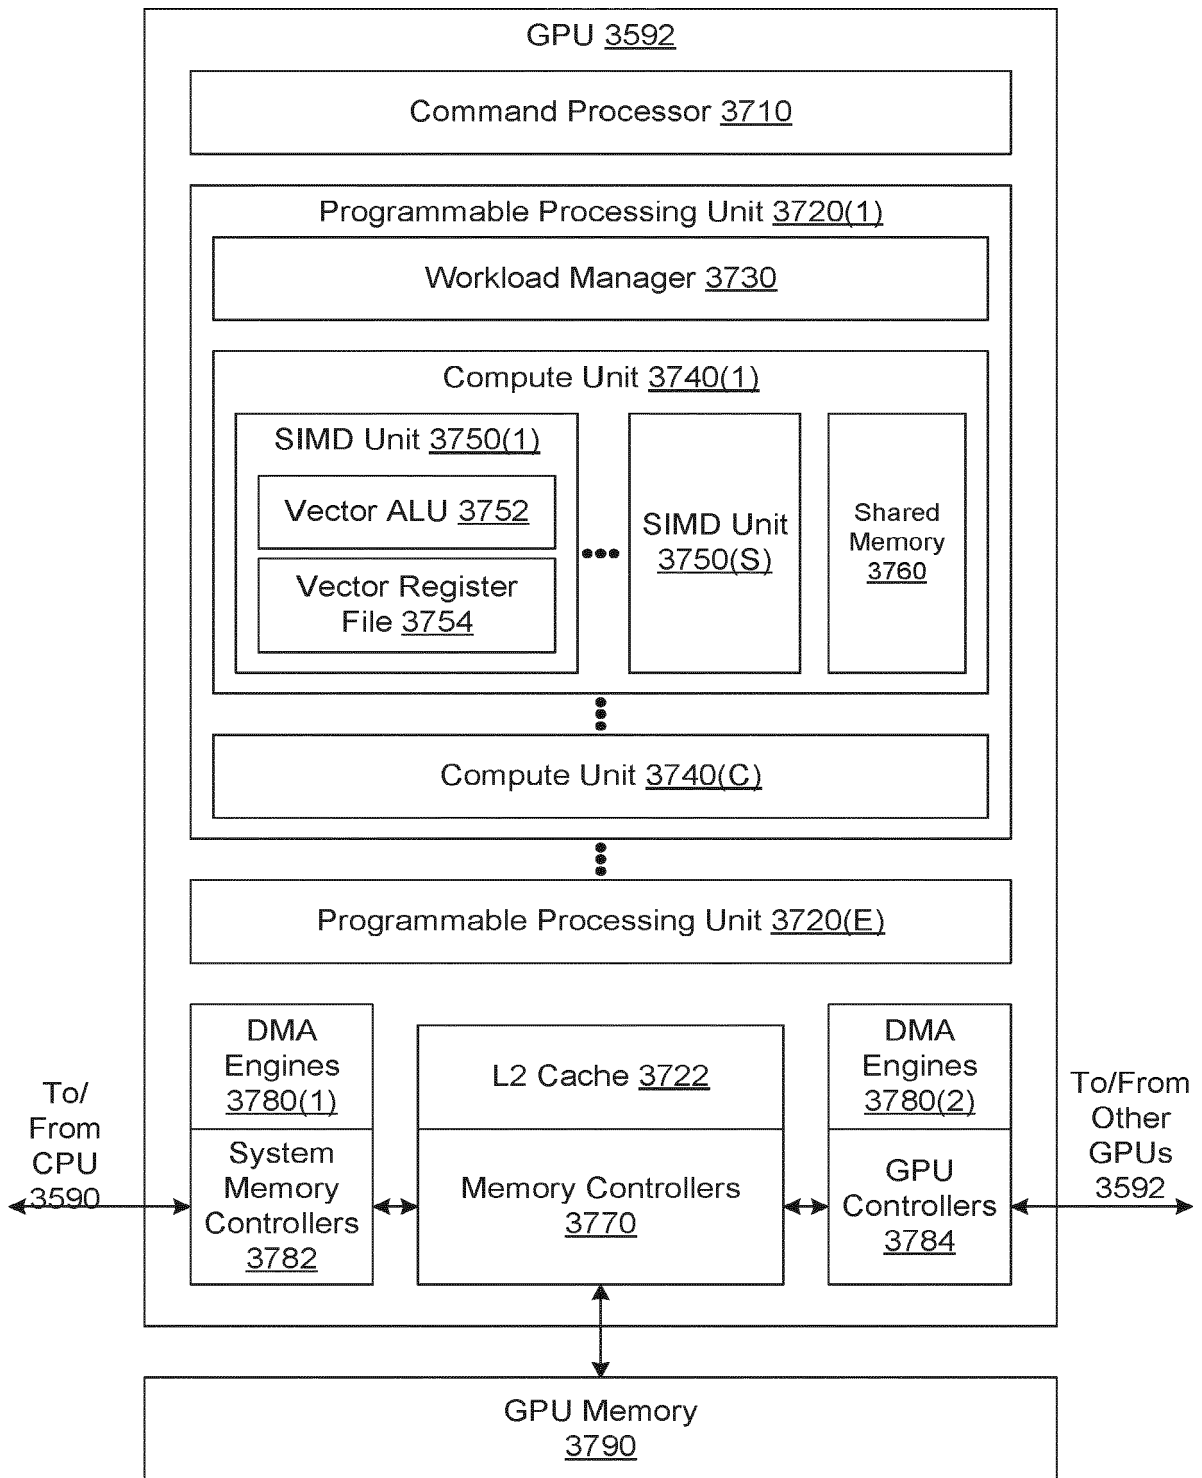 GPU 3592
Command Processor 3710
Programmable Processing Unit 3720(1)
Workload Manager 3730
Compute Unit 3740(1)
SIMD Unit 3750(1)
Vector ALU 3752
Vector Register
File 3754
SIMD Unit
3750(S)
Shared
Memory
3760
Compute Unit 3740(C)
Programmable Processing Unit 3720(E)
DMA
Engines
3780(1)
System
Memory
Controllers
3782
L2 Cache 3722
Memory Controllers
3770
DMA
Engines
3780(2)
GPU
Controllers
3784
To/
From
CPU
3590
To/From
Other
GPUs
3592
GPU Memory
3790